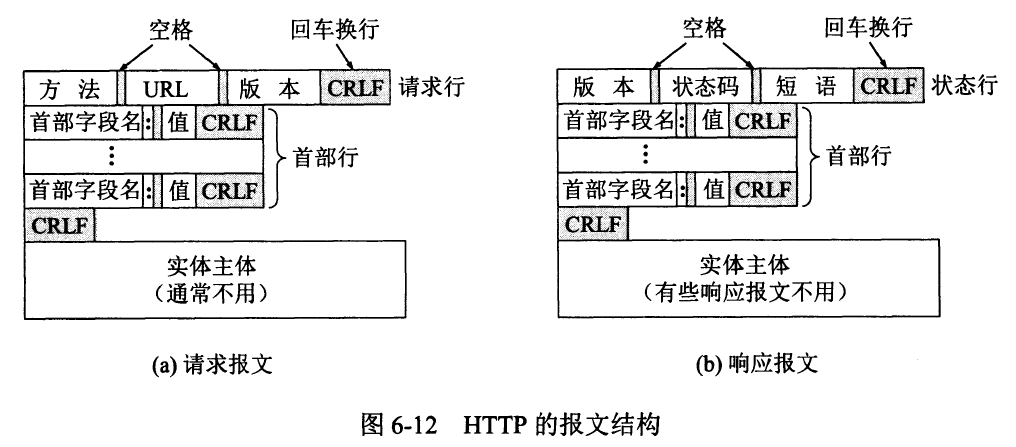 空格 回车换行
方 法 URL 版 本 CRLF 请求行
首部字段名: 值 CRLF
⋮ 首部行
首部字段名: 值 CRLF
CRLF
实体主体
（通常不用）
(a) 请求报文
空格 回车换行
版 本 状态码 短 语 CRLF 状态行
首部字段名: 值 CRLF
⋮ 首部行
首部字段名: 值 CRLF
CRLF
实体主体
（有些响应报文不用）
(b) 响应报文
图 6-12 HTTP 的报文结构